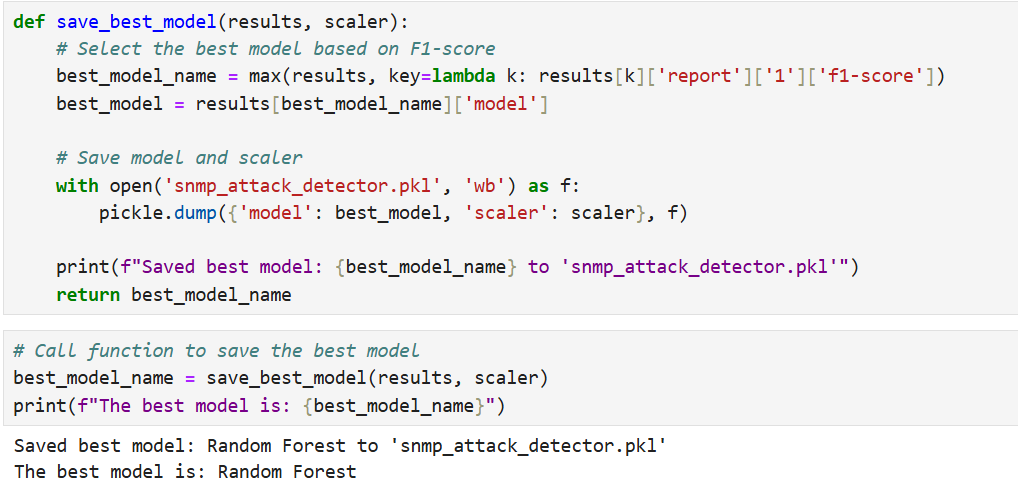 def save_best_model(results, scaler):
    # Select the best model based on F1-score
    best_model_name = max(results, key=lambda k: results[k]['report']['1']['f1-score'])
    best_model = results[best_model_name]['model']
    # Save model and scaler
    with open('snmp_attack_detector.pkl', 'wb') as f:
        pickle.dump({'model': best_model, 'scaler': scaler}, f)
    print(f"Saved best model: {best_model_name} to 'snmp_attack_detector.pkl'")
    return best_model_name
# Call function to save the best model
best_model_name = save_best_model(results, scaler)
print(f"The best model is: {best_model_name}")
Saved best model: Random Forest to 'snmp_attack_detector.pkl'
The best model is: Random Forest